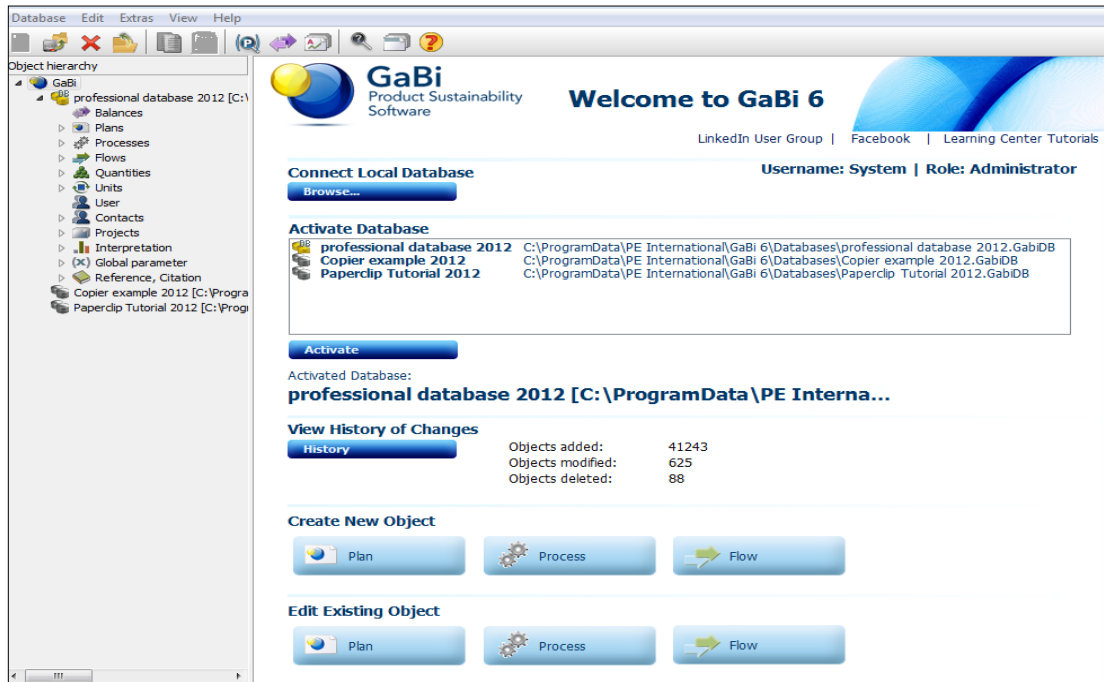 Database Edit Extras View Help
Object hierarchy
GaBi
professional database 2012 [C:\
Balances
Plans
Processes
Flows
Quantities
Units
User
Contacts
Projects
Interpretation
Global parameter
Reference, Citation
Copier example 2012 [C:\Progra
Paperclip Tutorial 2012 [C:\Progr
GaBi
Product Sustainability
Software
Welcome to GaBi 6
LinkedIn User Group | Facebook | Learning Center Tutorials
Username: System | Role: Administrator
Connect Local Database
Browse...
Activate Database
professional database 2012 C:\ProgramData\PE International\GaBi 6\Databases\professional database 2012.GabiDB
Copier example 2012 C:\ProgramData\PE International\GaBi 6\Databases\Copier example 2012.GabiDB
Paperclip Tutorial 2012 C:\ProgramData\PE International\GaBi 6\Databases\Paperclip Tutorial 2012.GabiDB
Activate
Activated Database:
professional database 2012 [C:\ProgramData\PE Interna...
View History of Changes
History
Objects added: 41243
Objects modified: 625
Objects deleted: 88
Create New Object
Plan Process Flow
Edit Existing Object
Plan Process Flow